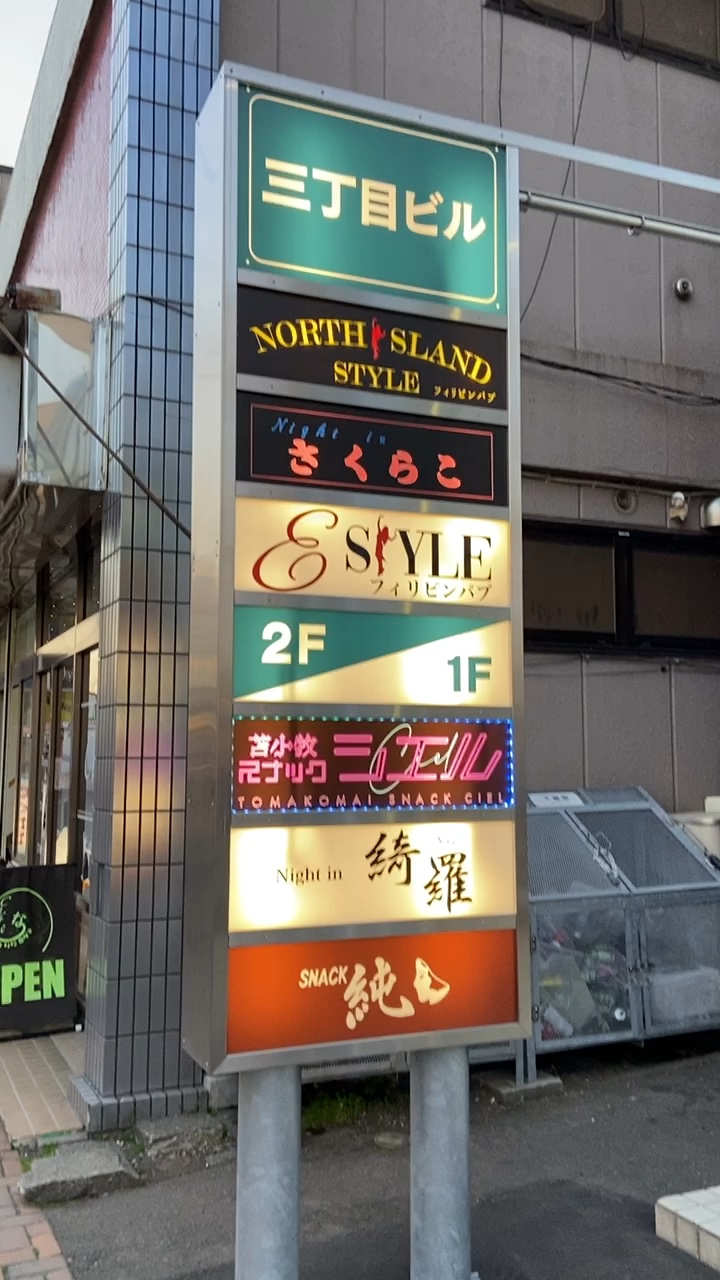 三丁目ビル
NORTH ISLAND
STYLE フィリピンパブ
Night in
さくらこ
E STYLE
フィリピンパブ
2F
1F
苫小牧
スナック シエル
Ciel
TOMAKOMAI SNACK CIEL
Night in 綺羅
SNACK 純
PEN